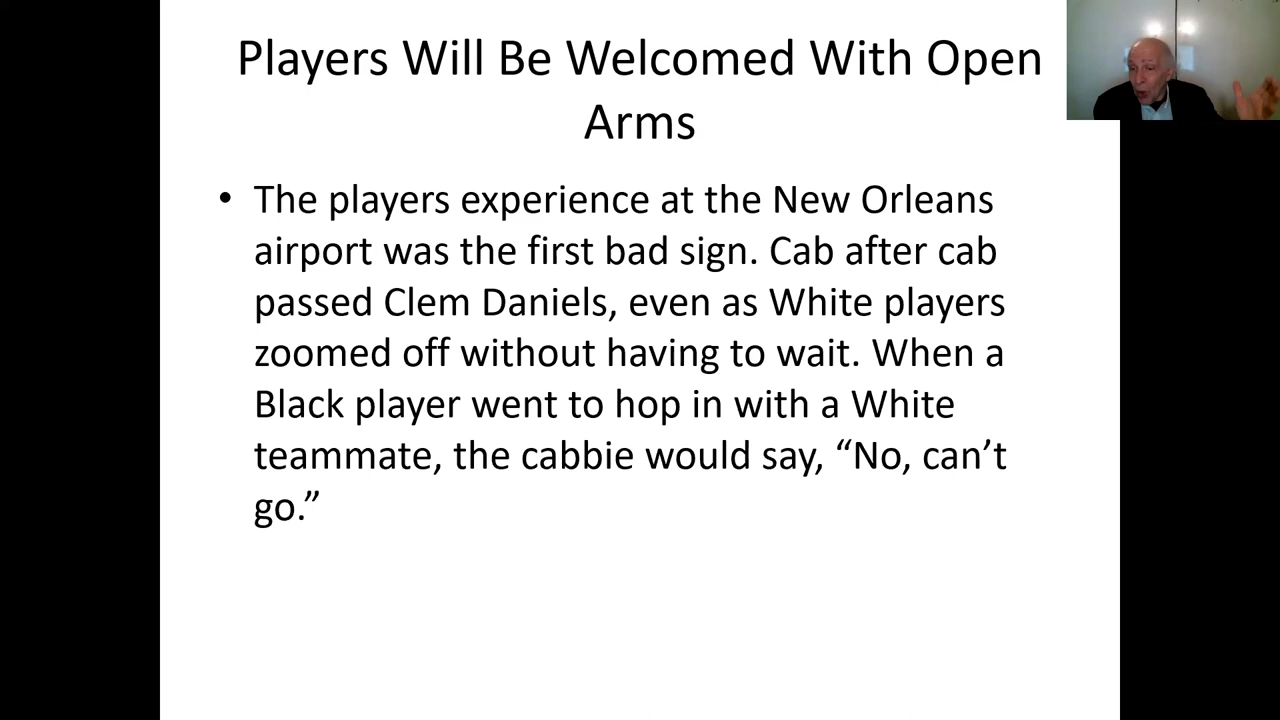 Players Will Be Welcomed With Open
Arms
• The players experience at the New Orleans
airport was the first bad sign. Cab after cab
passed Clem Daniels, even as White players
zoomed off without having to wait. When a
Black player went to hop in with a White
teammate, the cabbie would say, “No, can’t
go.”